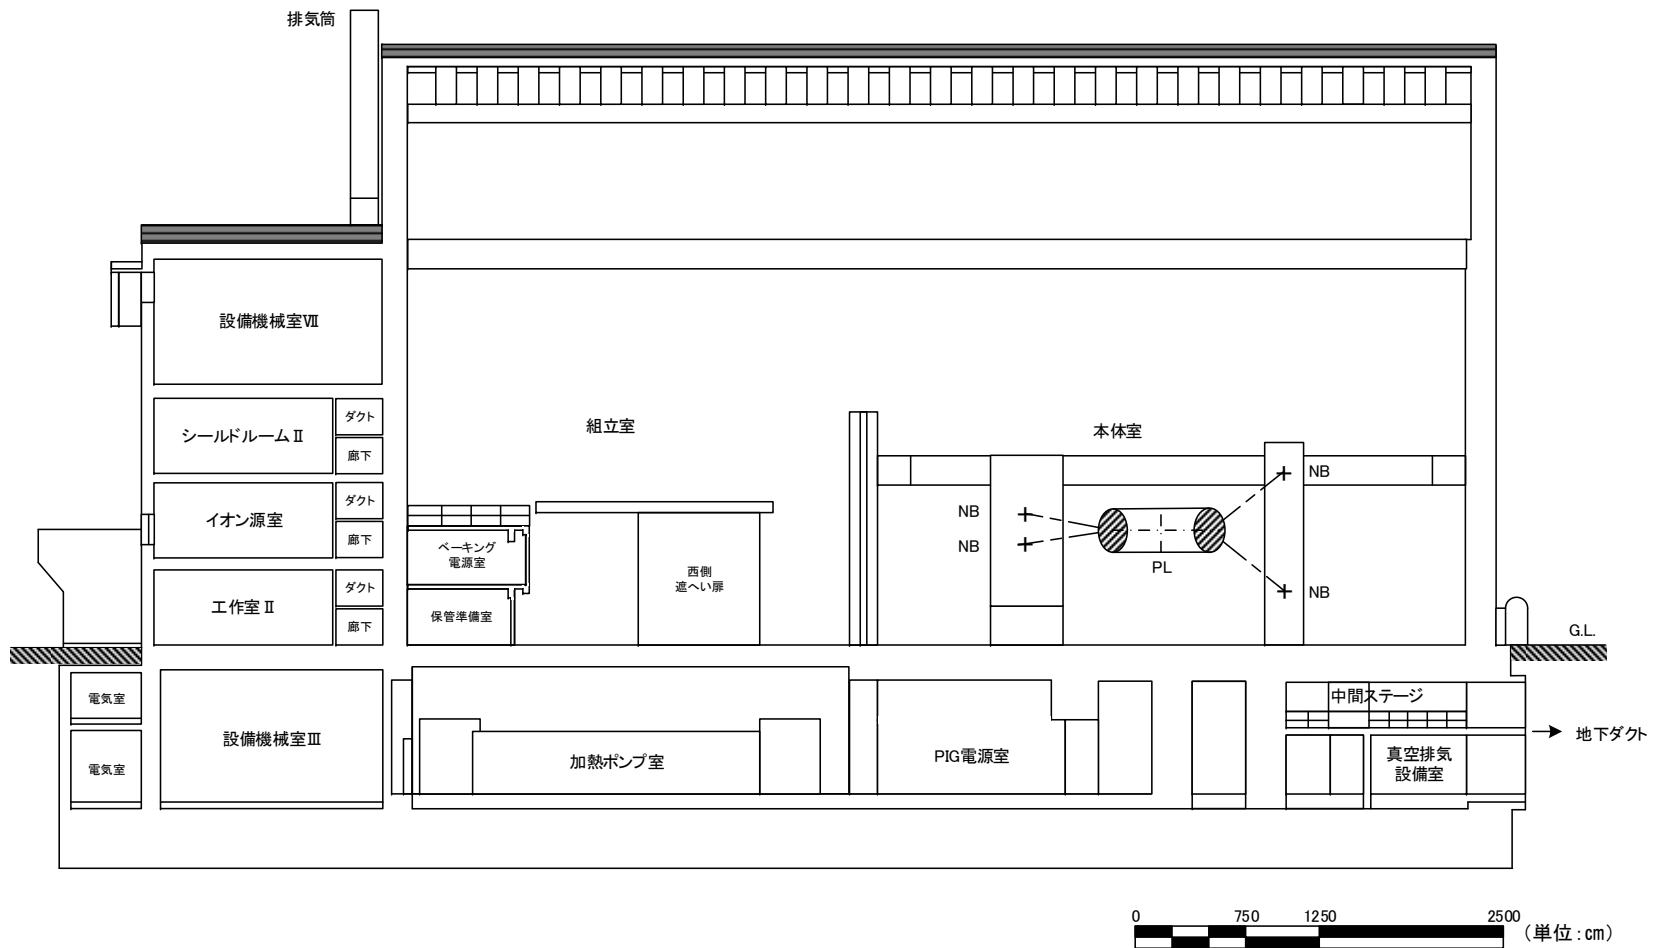 排気筒
設備機械室Ⅶ
シールドルームⅡ
ダクト
廊下
イオン源室
ダクト
廊下
工作室Ⅱ
ダクト
廊下
組立室
本体室
ベーキング
電源室
保管準備室
西側
遮へい扉
NB
NB
NB
NB
PL
G.L.
電気室
電気室
設備機械室Ⅲ
加熱ポンプ室
PIG電源室
中間ステージ
真空排気
設備室
地下ダクト
0 750 1250 2500 (単位:cm)